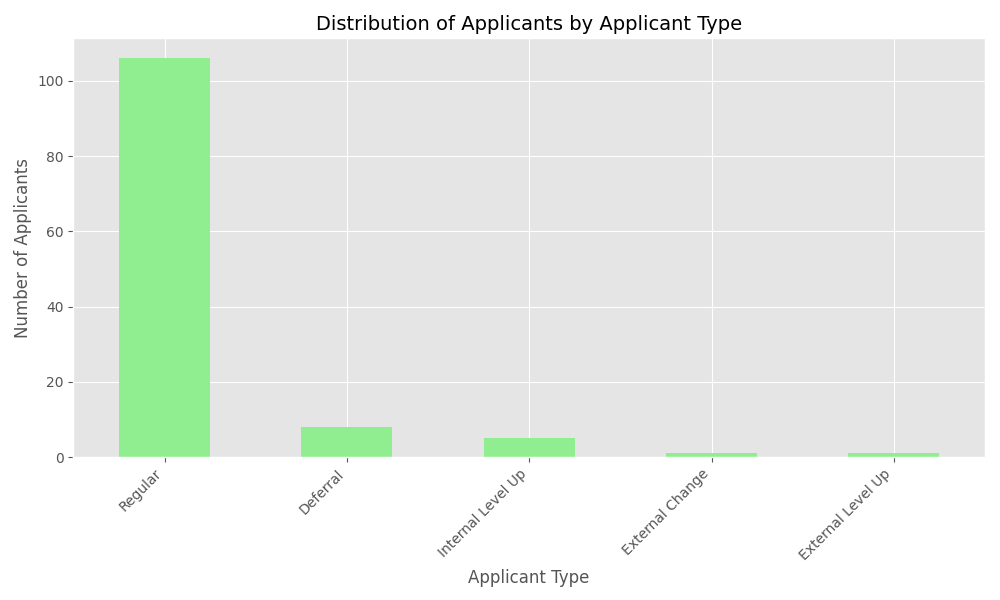 Distribution of Applicants by Applicant Type
Number of Applicants
100
80
60
40
20
0
Regular
Deferral
Internal Level Up
External Change
External Level Up
Applicant Type